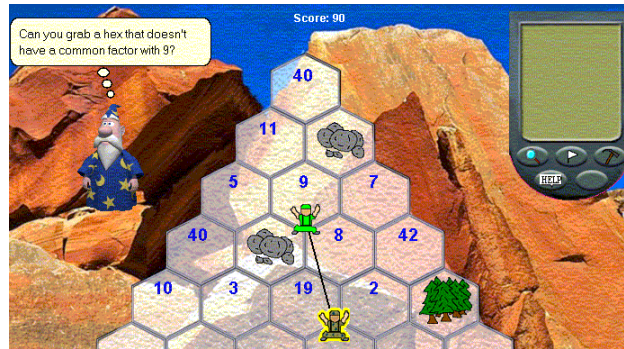 Score: 90
Can you grab a hex that doesn't
have a common factor with 9?
40
11
5 9 7
40 8 42
10 3 19 2
HELP